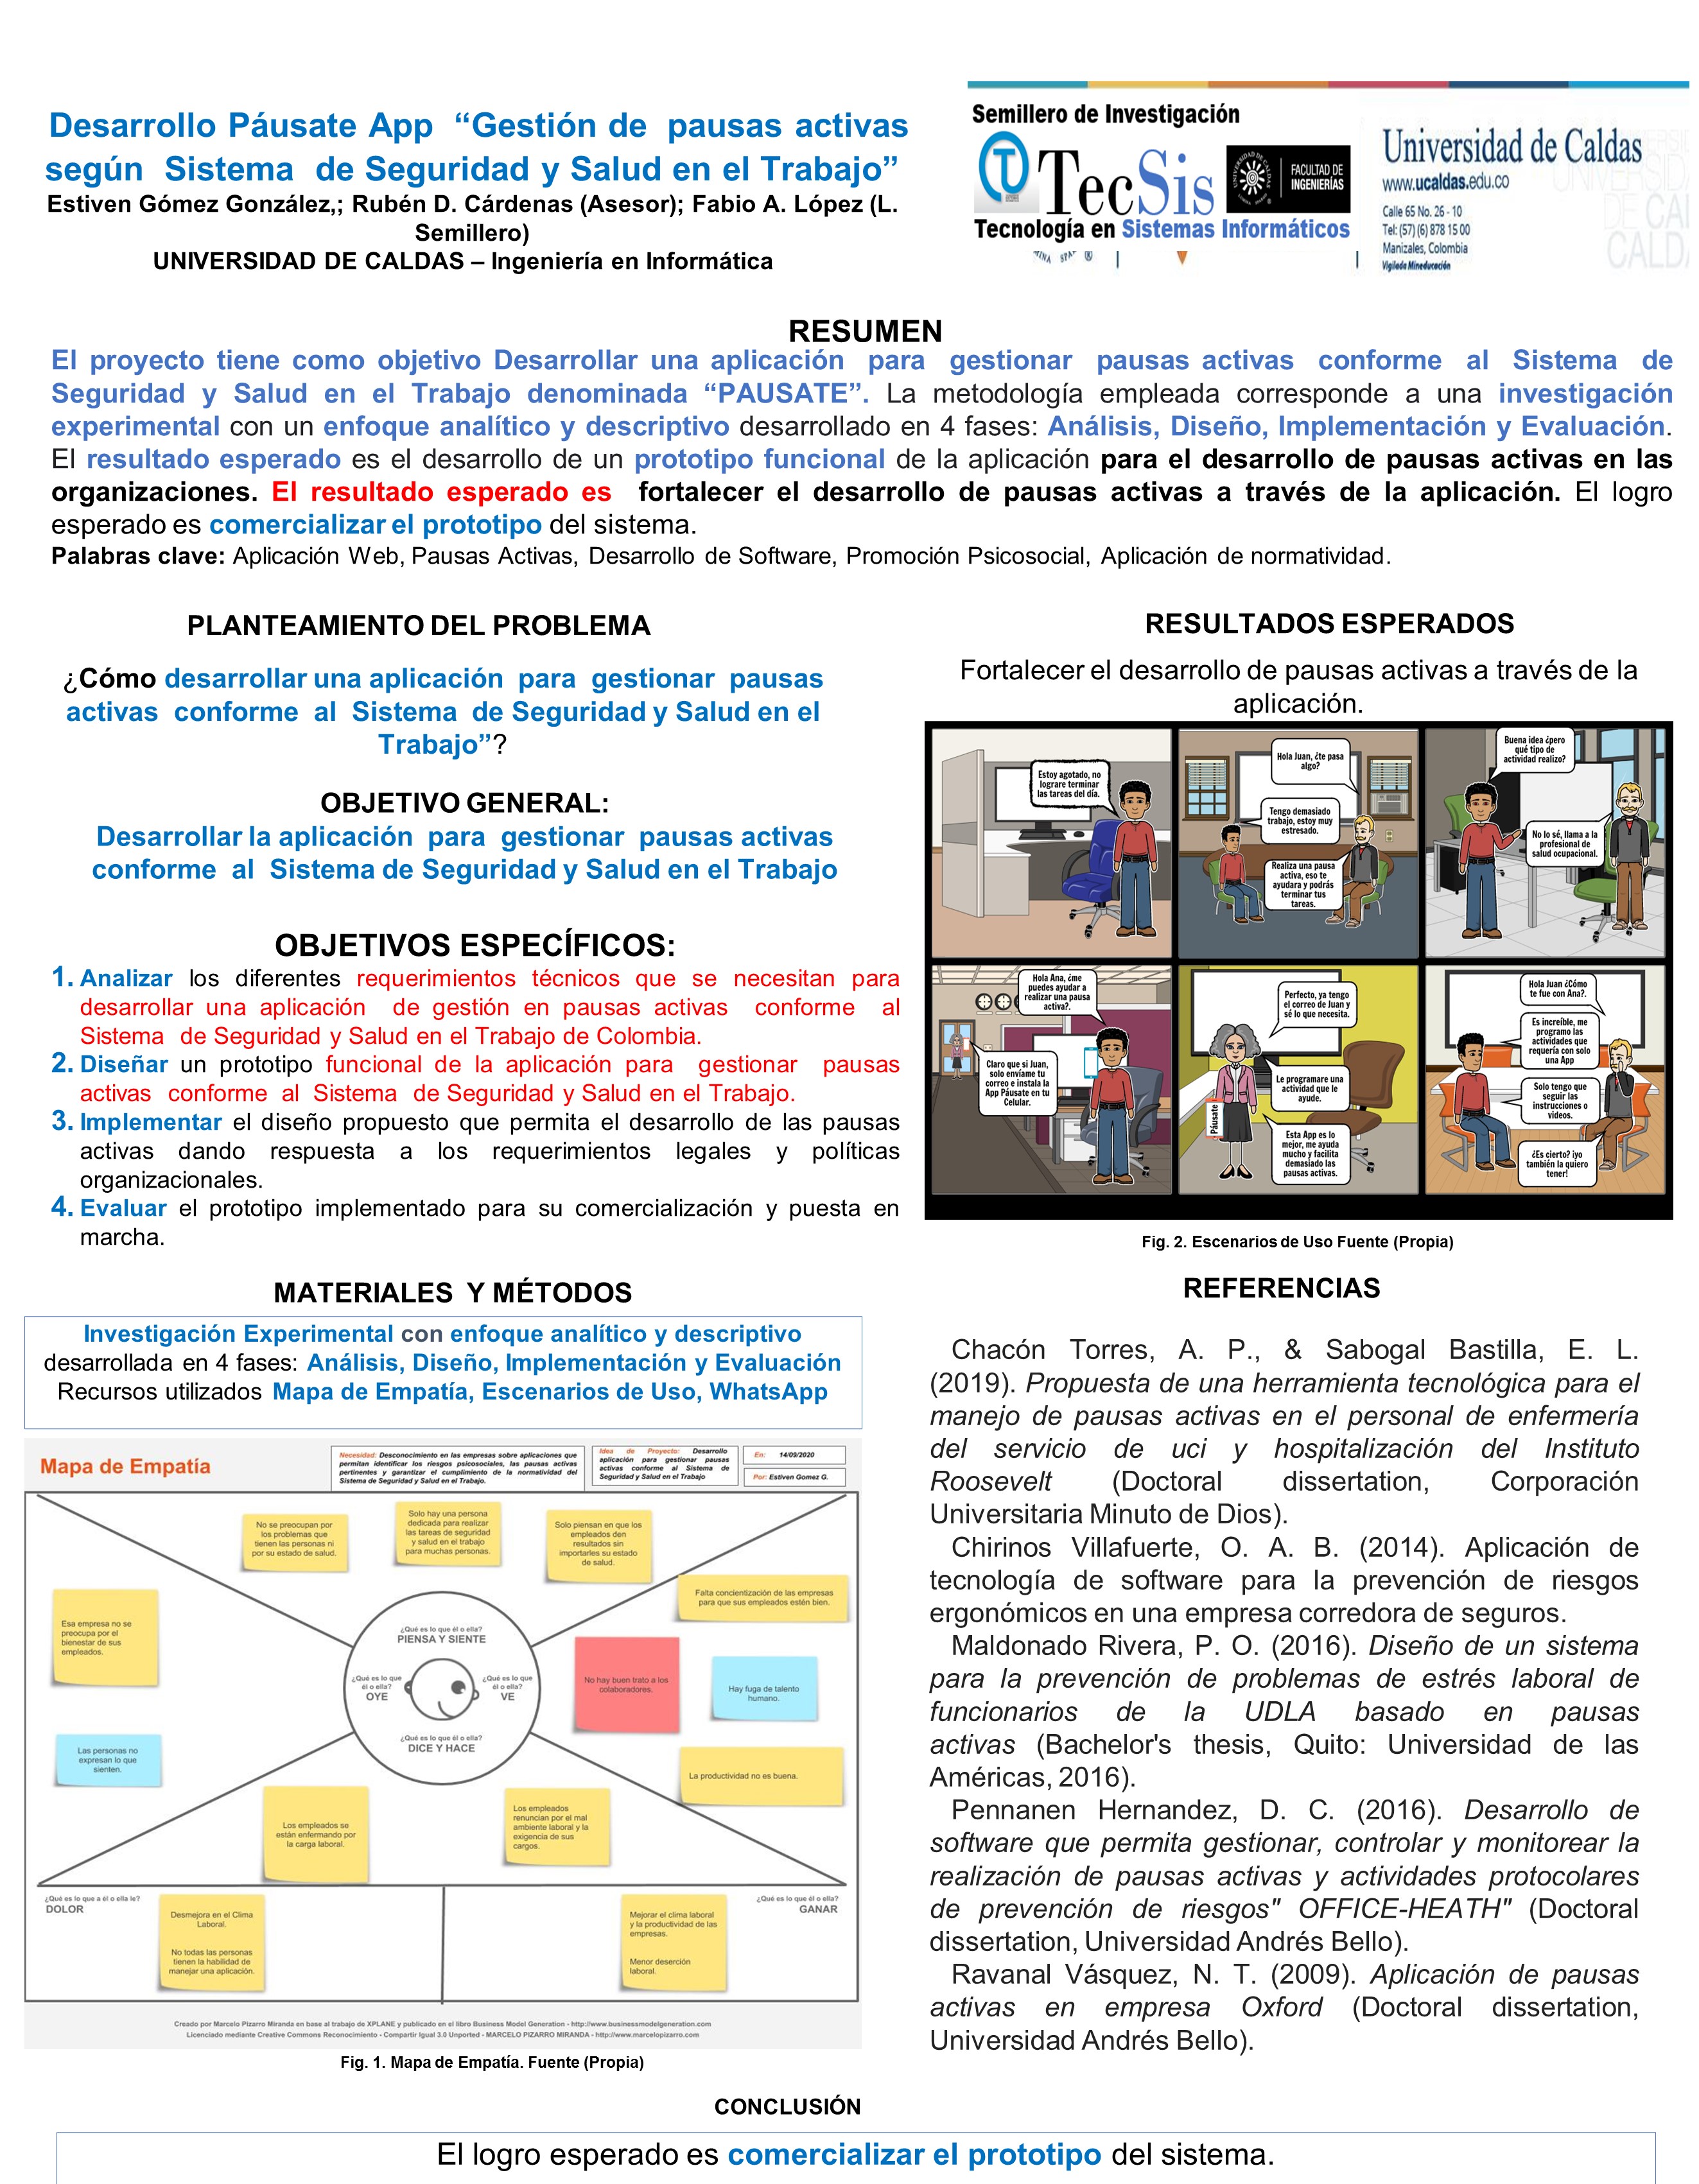 Desarrollo Páusate App “Gestión de pausas activas
según Sistema de Seguridad y Salud en el Trabajo”
Estiven Gómez González,; Rubén D. Cárdenas (Asesor); Fabio A. López (L.
Semillero)
UNIVERSIDAD DE CALDAS – Ingeniería en Informática
Semillero de Investigación
TecSis
FACULTAD DE
INGENIERÍAS
Tecnología en Sistemas Informáticos
Universidad de Caldas
www.ucaldas.edu.co
Calle 65 No. 26 - 10
Tel: (57) (6) 878 15 00
Manizales, Colombia
Vigilada Mineducación
RESUMEN
El proyecto tiene como objetivo Desarrollar una aplicación para gestionar pausas activas conforme al Sistema de
Seguridad y Salud en el Trabajo denominada “PAUSATE”. La metodología empleada corresponde a una investigación
experimental con un enfoque analítico y descriptivo desarrollado en 4 fases: Análisis, Diseño, Implementación y Evaluación.
El resultado esperado es el desarrollo de un prototipo funcional de la aplicación para el desarrollo de pausas activas en las
organizaciones. El resultado esperado es fortalecer el desarrollo de pausas activas a través de la aplicación. El logro
esperado es comercializar el prototipo del sistema.
Palabras clave: Aplicación Web, Pausas Activas, Desarrollo de Software, Promoción Psicosocial, Aplicación de normatividad.
PLANTEAMIENTO DEL PROBLEMA
¿Cómo desarrollar una aplicación para gestionar pausas
activas conforme al Sistema de Seguridad y Salud en el
Trabajo”?
OBJETIVO GENERAL:
Desarrollar la aplicación para gestionar pausas activas
conforme al Sistema de Seguridad y Salud en el Trabajo
OBJETIVOS ESPECÍFICOS:
1. Analizar los diferentes requerimientos técnicos que se necesitan para
desarrollar una aplicación de gestión en pausas activas conforme al
Sistema de Seguridad y Salud en el Trabajo de Colombia.
2. Diseñar un prototipo funcional de la aplicación para gestionar pausas
activas conforme al Sistema de Seguridad y Salud en el Trabajo.
3. Implementar el diseño propuesto que permita el desarrollo de las pausas
activas dando respuesta a los requerimientos legales y políticas
organizacionales.
4. Evaluar el prototipo implementado para su comercialización y puesta en
marcha.
MATERIALES Y MÉTODOS
Investigación Experimental con enfoque analítico y descriptivo
desarrollada en 4 fases: Análisis, Diseño, Implementación y Evaluación
Recursos utilizados Mapa de Empatía, Escenarios de Uso, WhatsApp
Mapa de Empatía
Necesidad: Desconocimiento en las empresas sobre aplicaciones que
permitan identificar los riesgos psicosociales, las pausas activas
pertinentes y garantizar el cumplimiento de la normatividad del
Sistema de Seguridad y Salud en el Trabajo.
Idea de Proyecto: Desarrollo
aplicación para gestionar pausas
activas conforme al Sistema de
Seguridad y Salud en el Trabajo
En: 14/09/2020
Por: Estiven Gomez G.
No se preocupan por
los problemas que
tienen las personas ni
por su estado de salud.
Solo hay una persona
dedicada para realizar
las tareas de seguridad
y salud en el trabajo
para muchas personas.
Solo piensan en que los
empleados den
resultados sin
importarles su estado
de salud.
Falta concientización de las empresas
para que sus empleados estén bien.
Esa empresa no se
preocupa por el
bienestar de sus
empleados.
¿Qué es lo que él o ella?
PIENSA Y SIENTE
¿Qué es lo que
él o ella?
OYE
¿Qué es lo que
él o ella?
VE
¿Qué es lo que él o ella?
DICE Y HACE
No hay buen trato a los
colaboradores.
Hay fuga de talento
humano.
Las personas no
expresan lo que
sienten.
La productividad no es buena.
Los empleados se
están enfermando por
la carga laboral.
Los empleados
renuncian por el mal
ambiente laboral y la
exigencia de sus
cargos.
¿Qué es lo que a él o ella le?
DOLOR
Desmejora en el Clima
Laboral.
No todas las personas
tienen la habilidad de
manejar una aplicación.
Mejorar el clima laboral
y la productividad de las
empresas.
Menor deserción
laboral.
¿Qué es lo que él o ella?
GANAR
Creado por Marcelo Pizarro Miranda en base al trabajo de XPLANE y publicado en el libro Business Model Generation - http://www.businessmodelgeneration.com
Licenciado mediante Creative Commons Reconocimiento - Compartir Igual 3.0 Unported - MARCELO PIZARRO MIRANDA - http://www.marcelopizarro.com
Fig. 1. Mapa de Empatía. Fuente (Propia)
RESULTADOS ESPERADOS
Fortalecer el desarrollo de pausas activas a través de la
aplicación.
Estoy agotado, no
lograre terminar
las tareas del día.
Hola Juan, ¿te pasa
algo?
Tengo demasiado
trabajo, estoy muy
estresado.
Realiza una pausa
activa, eso te
ayudara y podrás
terminar tus
tareas.
Buena idea ¿pero
qué tipo de
actividad realizo?
No lo sé, llama a la
profesional de
salud ocupacional.
Hola Ana, ¿me
puedes ayudar a
realizar una pausa
activa?.
Claro que si Juan,
solo envíame tu
correo e instala la
App Páusate en tu
Celular.
Perfecto, ya tengo
el correo de Juan y
sé lo que necesita.
Le programare una
actividad que le
ayude.
Páusate
Esta App es lo
mejor, me ayuda
mucho y facilita
demasiado las
pausas activas.
Hola Juan ¿Cómo
te fue con Ana?.
Es increíble, me
programo las
actividades que
requería con solo
una App
Solo tengo que
seguir las
instrucciones o
videos.
¿Es cierto? ¡yo
también la quiero
tener!
Fig. 2. Escenarios de Uso Fuente (Propia)
REFERENCIAS
Chacón Torres, A. P., & Sabogal Bastilla, E. L.
(2019). Propuesta de una herramienta tecnológica para el
manejo de pausas activas en el personal de enfermería
del servicio de uci y hospitalización del Instituto
Roosevelt (Doctoral dissertation, Corporación
Universitaria Minuto de Dios).
Chirinos Villafuerte, O. A. B. (2014). Aplicación de
tecnología de software para la prevención de riesgos
ergonómicos en una empresa corredora de seguros.
Maldonado Rivera, P. O. (2016). Diseño de un sistema
para la prevención de problemas de estrés laboral de
funcionarios de la UDLA basado en pausas
activas (Bachelor's thesis, Quito: Universidad de las
Américas, 2016).
Pennanen Hernandez, D. C. (2016). Desarrollo de
software que permita gestionar, controlar y monitorear la
realización de pausas activas y actividades protocolares
de prevención de riesgos" OFFICE-HEATH" (Doctoral
dissertation, Universidad Andrés Bello).
Ravanal Vásquez, N. T. (2009). Aplicación de pausas
activas en empresa Oxford (Doctoral dissertation,
Universidad Andrés Bello).
CONCLUSIÓN
El logro esperado es comercializar el prototipo del sistema.